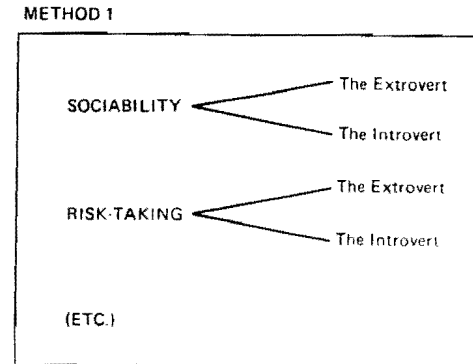 METHOD 1
The Extrovert
SOCIABILITY
The Introvert
The Extrovert
RISK-TAKING
The Introvert
(ETC.)